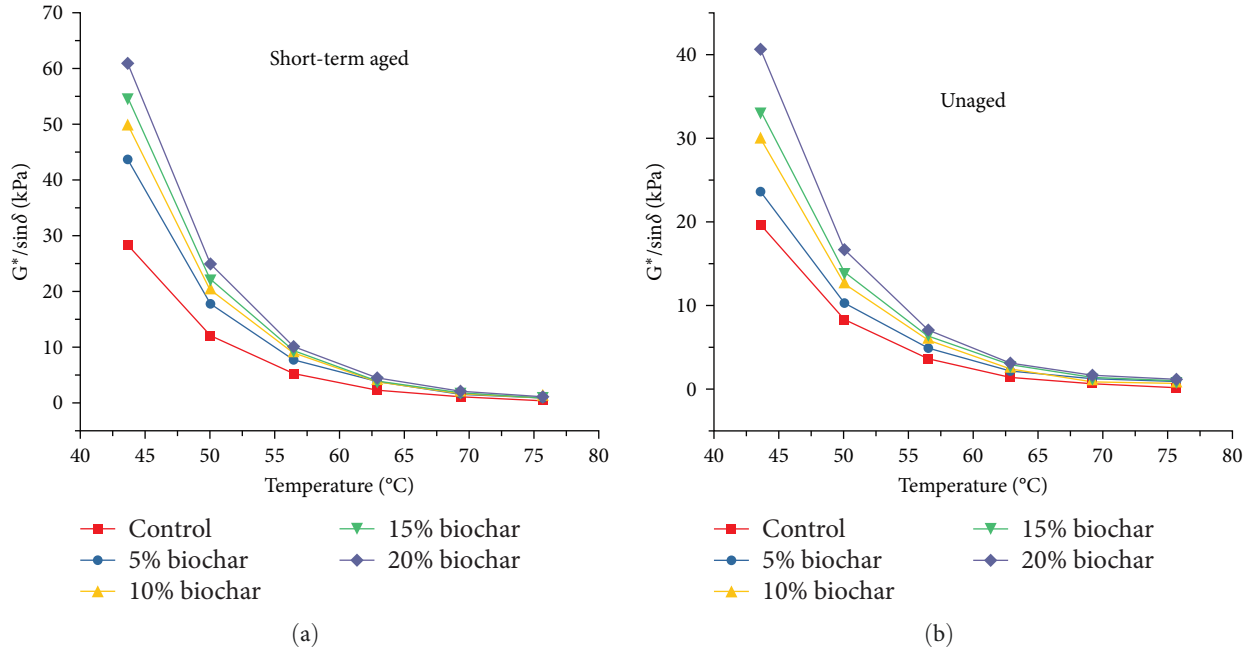 70
60
50
40
30
20
10
0
G*/sinδ (kPa)
Short-term aged
40 45 50 55 60 65 70 75 80
Temperature (°C)
Control
5% biochar
10% biochar
15% biochar
20% biochar
(a)
40
30
20
10
0
G*/sinδ (kPa)
Unaged
40 45 50 55 60 65 70 75 80
Temperature (°C)
Control
5% biochar
10% biochar
15% biochar
20% biochar
(b)